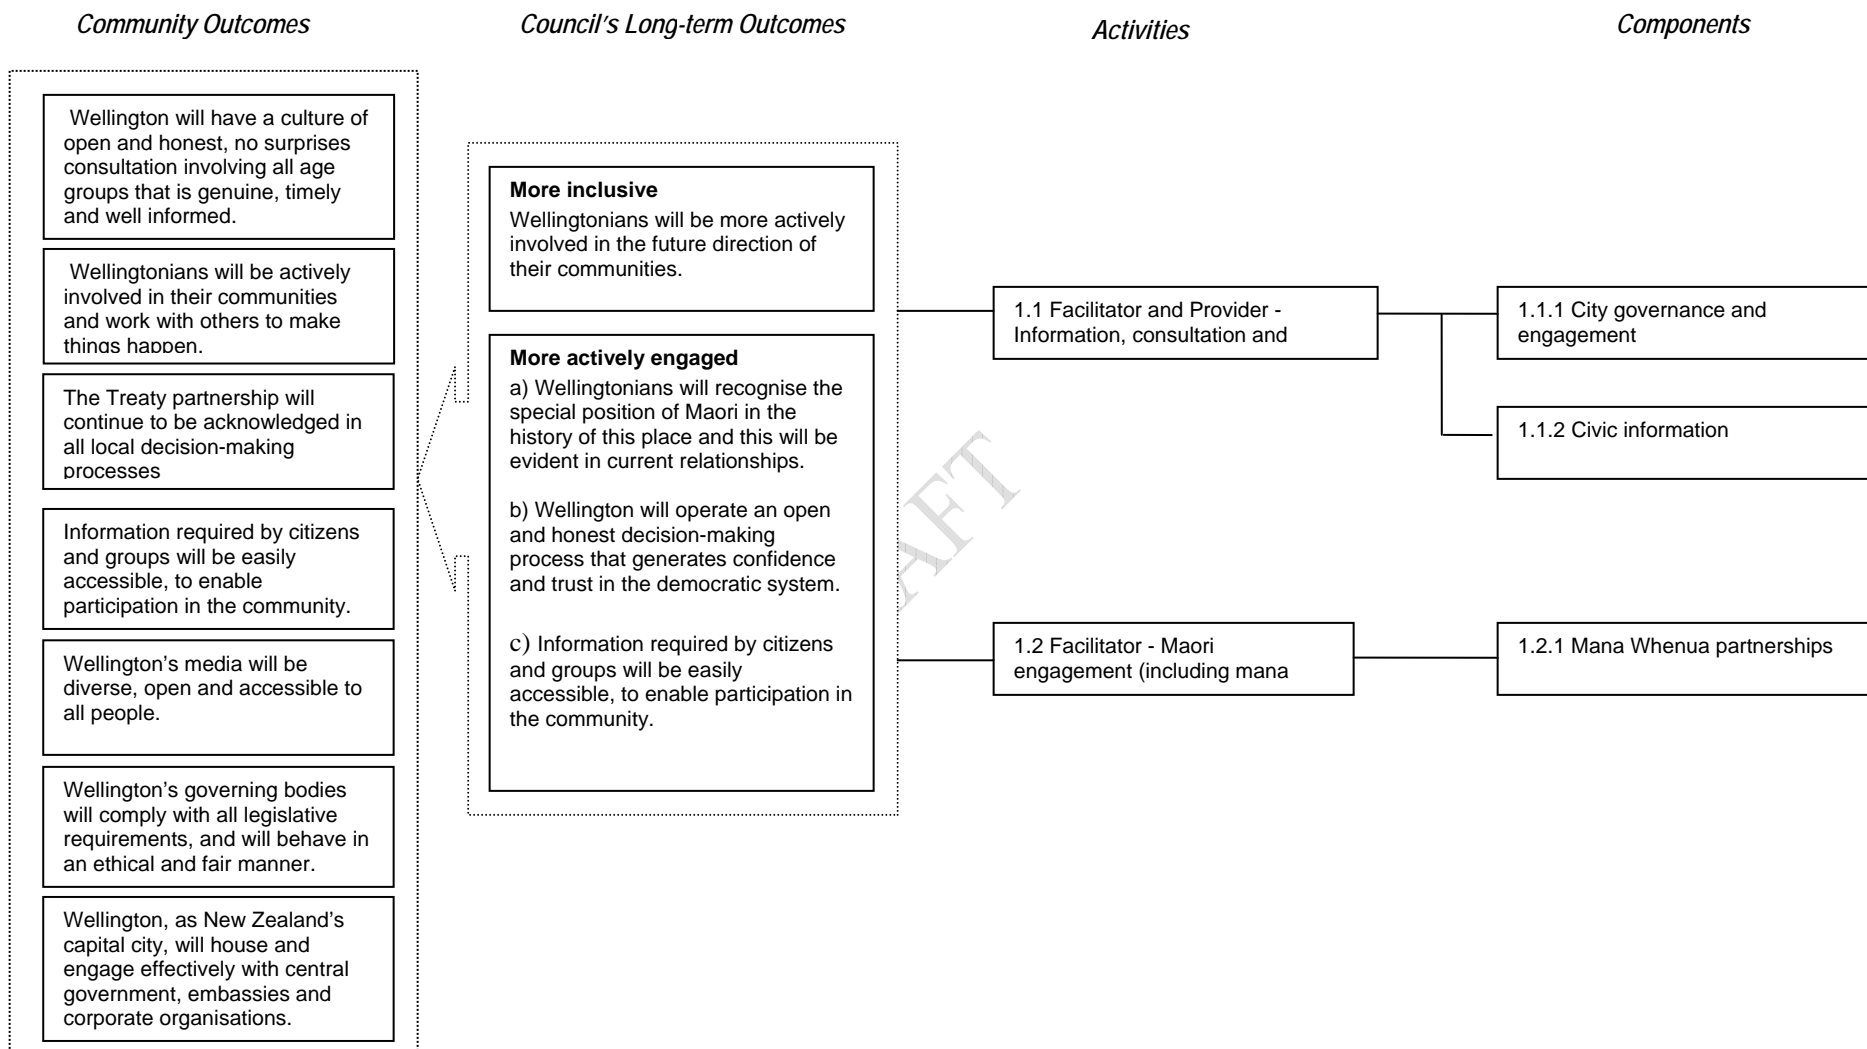 Community Outcomes
Council's Long-term Outcomes
Activities
Components
Wellington will have a culture of
open and honest, no surprises
consultation involving all age
groups that is genuine, timely
and well informed.
Wellingtonians will be actively
involved in their communities
and work with others to make
things happen.
The Treaty partnership will
continue to be acknowledged in
all local decision-making
processes
Information required by citizens
and groups will be easily
accessible, to enable
participation in the community.
Wellington's media will be
diverse, open and accessible to
all people.
Wellington's governing bodies
will comply with all legislative
requirements, and will behave in
an ethical and fair manner.
Wellington, as New Zealand's
capital city, will house and
engage effectively with central
government, embassies and
corporate organisations.
More inclusive
Wellingtonians will be more actively
involved in the future direction of
their communities.
More actively engaged
a) Wellingtonians will recognise the
special position of Maori in the
history of this place and this will be
evident in current relationships.
b) Wellington will operate an open
and honest decision-making
process that generates confidence
and trust in the democratic system.
c) Information required by citizens
and groups will be easily
accessible, to enable participation in
the community.
1.1 Facilitator and Provider -
Information, consultation and
1.2 Facilitator - Maori
engagement (including mana
1.1.1 City governance and
engagement
1.1.2 Civic information
1.2.1 Mana Whenua partnerships
AFT